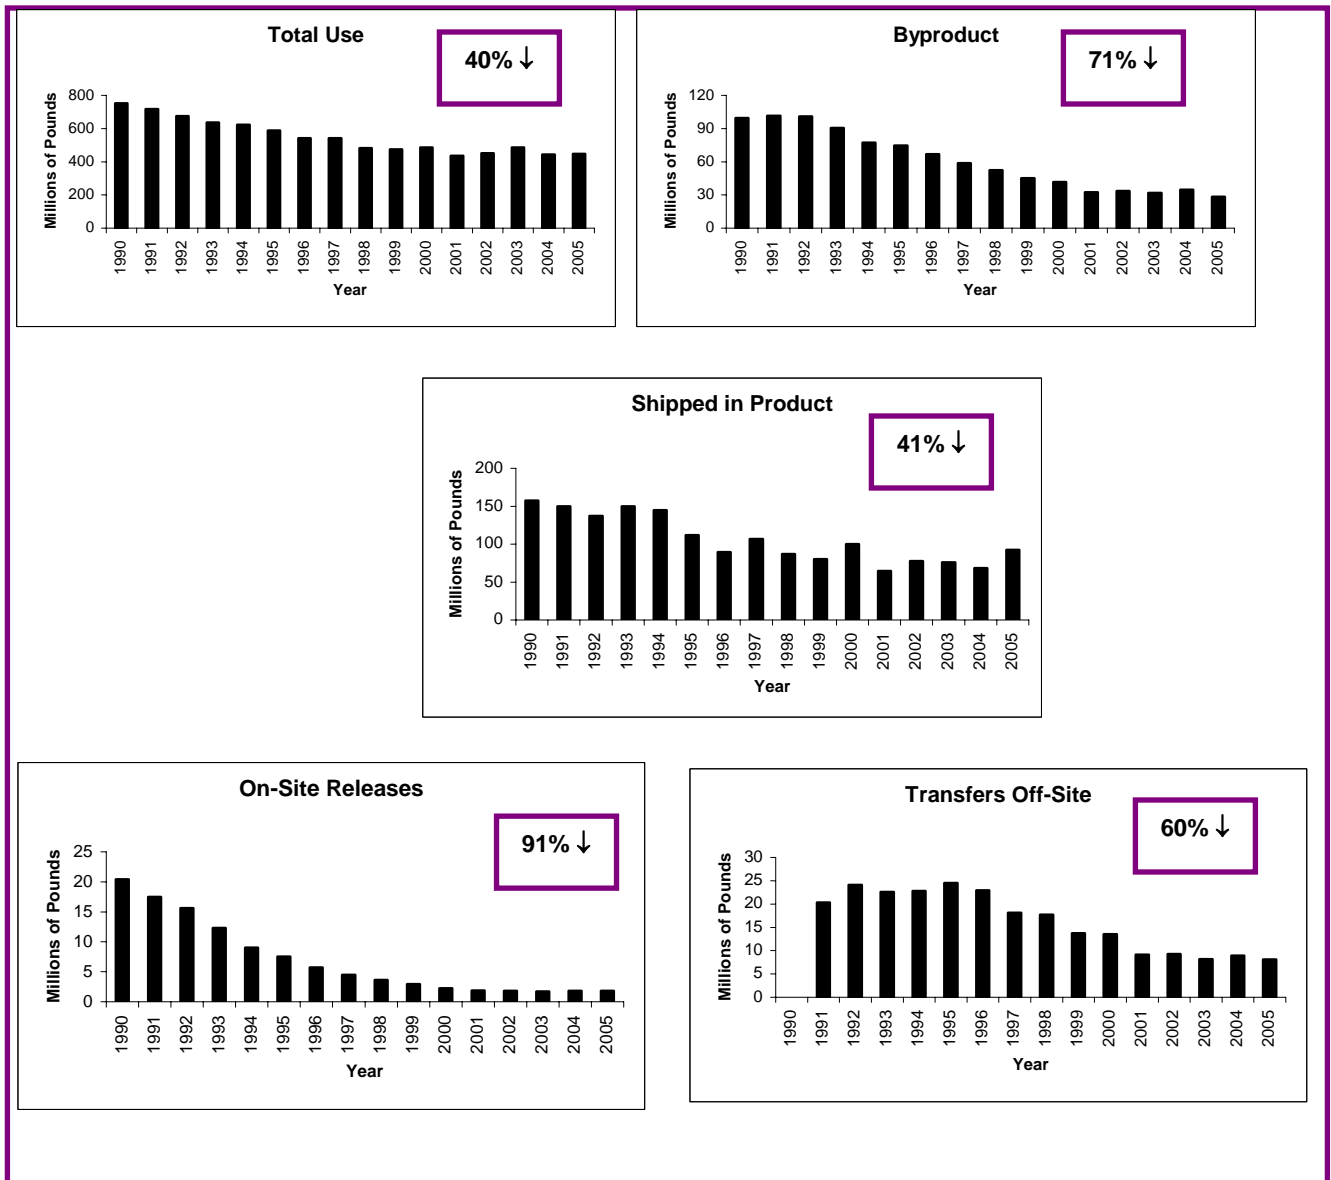 Total Use
40% ↓
Millions of Pounds
800
600
400
200
0
1990 1991 1992 1993 1994 1995 1996 1997 1998 1999 2000 2001 2002 2003 2004 2005
Year
Byproduct
71% ↓
Millions of Pounds
120
90
60
30
0
1990 1991 1992 1993 1994 1995 1996 1997 1998 1999 2000 2001 2002 2003 2004 2005
Year
Shipped in Product
41% ↓
Millions of Pounds
200
150
100
50
0
1990 1991 1992 1993 1994 1995 1996 1997 1998 1999 2000 2001 2002 2003 2004 2005
Year
On-Site Releases
91% ↓
Millions of Pounds
25
20
15
10
5
0
1990 1991 1992 1993 1994 1995 1996 1997 1998 1999 2000 2001 2002 2003 2004 2005
Year
Transfers Off-Site
60% ↓
Millions of Pounds
30
25
20
15
10
5
0
1990 1991 1992 1993 1994 1995 1996 1997 1998 1999 2000 2001 2002 2003 2004 2005
Year